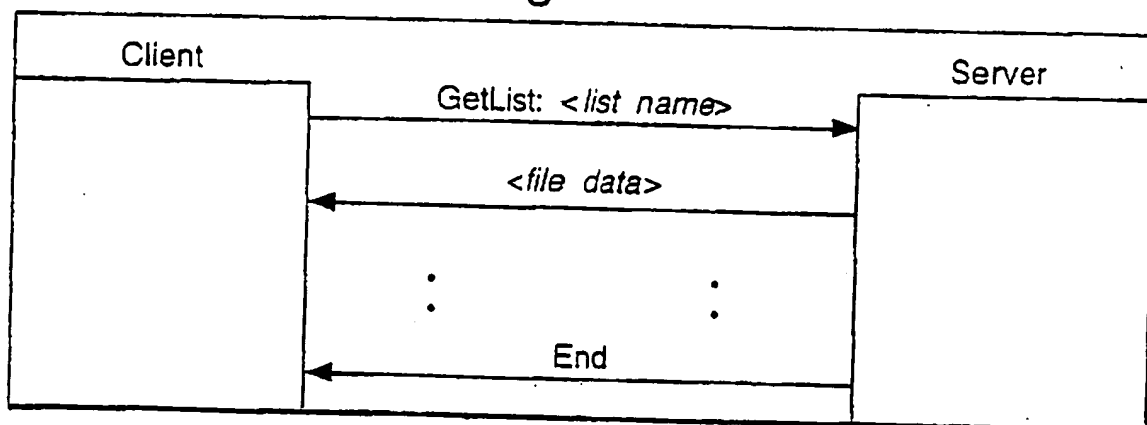 Client
Server
GetList: <list name>
<file data>
End